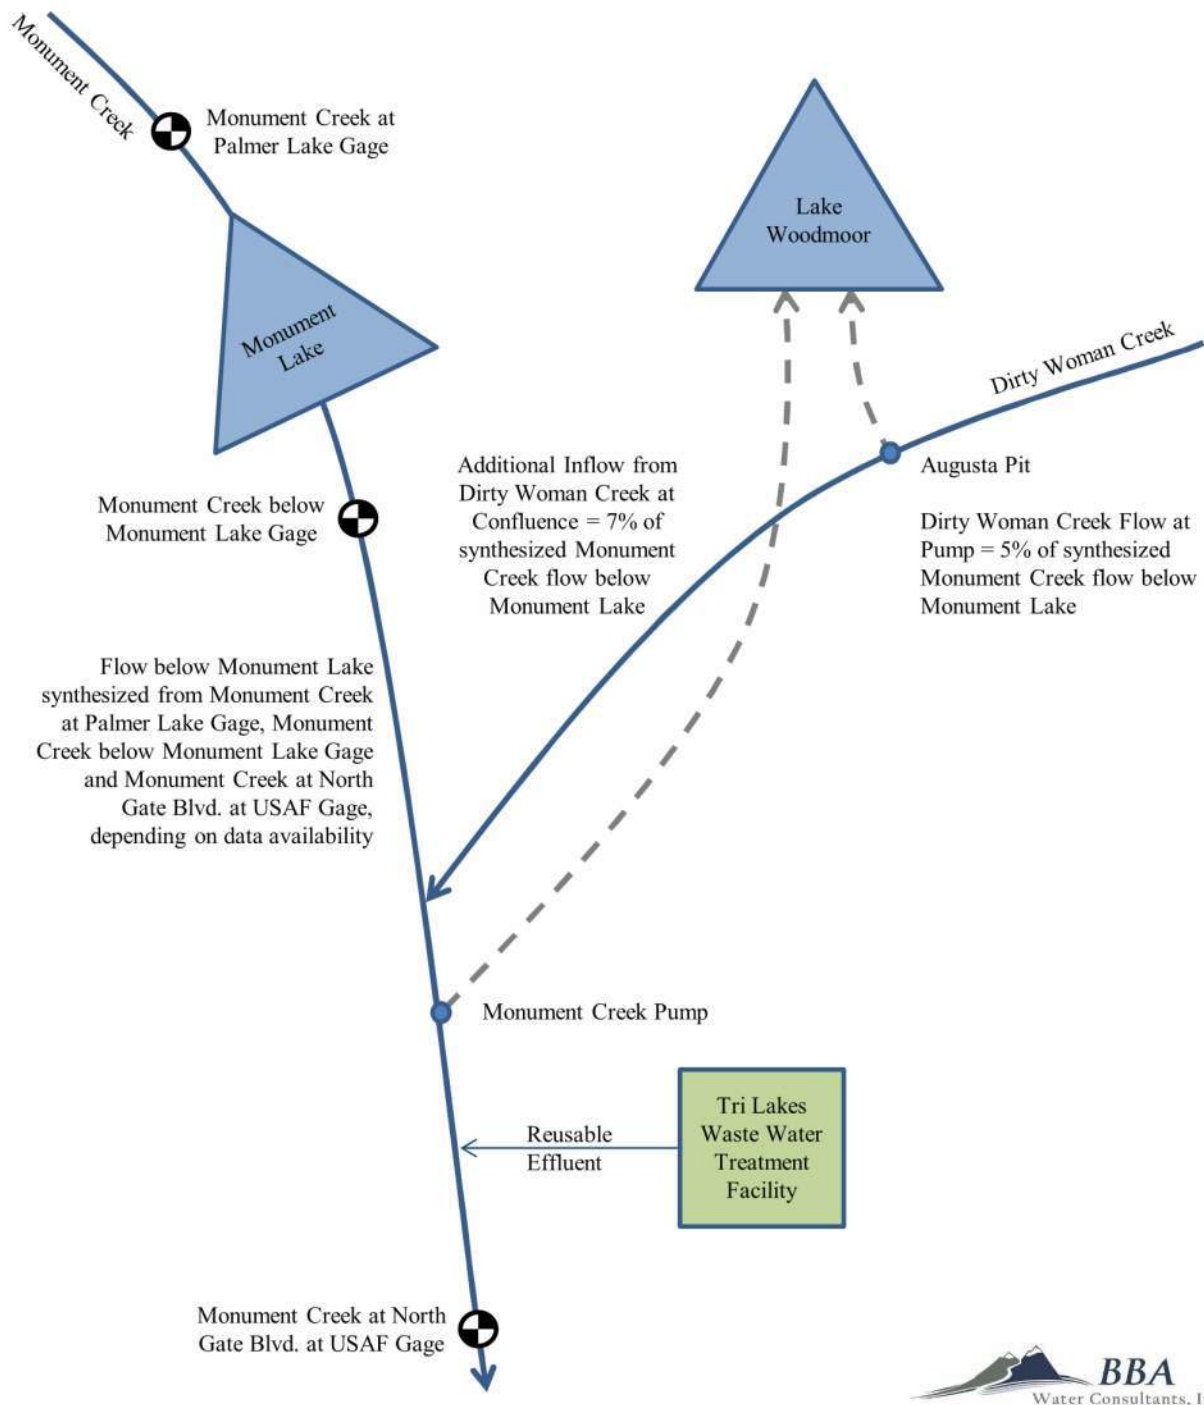 Monument Creek
Monument Creek at
Palmer Lake Gage
Lake
Woodmoor
Monument
Lake
Dirty Woman Creek
Monument Creek below
Monument Lake Gage
Additional Inflow from
Dirty Woman Creek at
Confluence = 7% of
synthesized Monument
Creek flow below
Monument Lake
Augusta Pit
Dirty Woman Creek Flow at
Pump = 5% of synthesized
Monument Creek flow below
Monument Lake
Flow below Monument Lake
synthesized from Monument Creek
at Palmer Lake Gage, Monument
Creek below Monument Lake Gage
and Monument Creek at North
Gate Blvd. at USAF Gage,
depending on data availability
Monument Creek Pump
Reusable
Effluent
Tri Lakes
Waste Water
Treatment
Facility
Monument Creek at North
Gate Blvd. at USAF Gage
BBA
Water Consultants, I